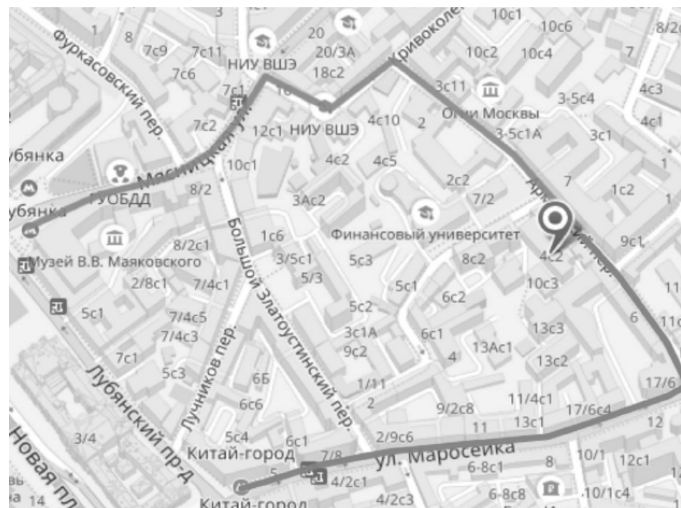 20
10с1
10с6
8/2с
1
8
7с9
7с11
20/3А
Кривоколе
10с2
10с4
7
Фуркасовский пер.
7с6
НИУ ВШЭ
18с2
7с1
3с11
Огни Москвы
3-5с4
4с3
4с1
7с2
12с1
НИУ ВШЭ
4с10
2
3-5с1А
3с1
убянка
10с1
4с2
4с5
1
Мясницкая ул.
2с2
7
1с2
ГУОБДД
8/2
3Ас2
7/2
убянка
1с6
Финансовый университет
9с1
Музей В.В. Маяковского
8/2с1
3/5с1
5с3
8с2
4с2
2/8с1
7/4с1
5/3
5с1
6с2
10с3
5с1
7/4с5
5с2
6
11
7/4с3
3с1А
6с1
13с3
7с1
9с2
4
13Ас1
Большой Златоустинский пер.
13с2
5с3
6Б
1/11
17/6
Лучников пер.
6с6
2
9/2с8
11/4с1
17/6с4
Лубянский пр-д
11
13с1
12
5с4
6с1
2/9с6
3/4
Китай-город
7/8
ул. Маросейка
10/1
12с1
5
6-8с1
8
Новая пл
4/2с1
14
Китай-город
4/2с3
6-8с8
10/1с4